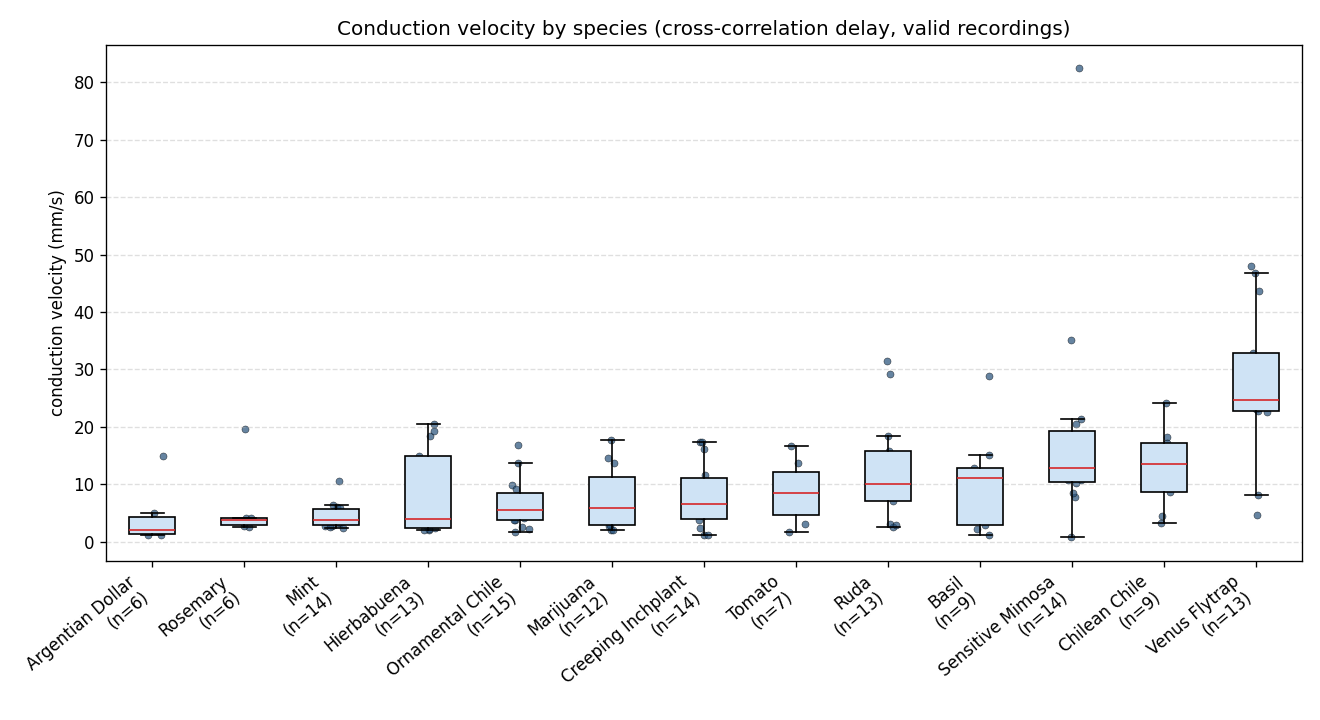 Conduction velocity by species (cross-correlation delay, valid recordings)
conduction velocity (mm/s)
80
70
60
50
40
30
20
10
0
Argentian Dollar
(n=6)
Rosemary
(n=6)
Mint
(n=14)
Hierbabuena
(n=13)
Ornamental Chile
(n=15)
Marijuana
(n=12)
Creeping Inchplant
(n=14)
Tomato
(n=7)
Ruda
(n=13)
Basil
(n=9)
Sensitive Mimosa
(n=14)
Chilean Chile
(n=9)
Venus Flytrap
(n=13)